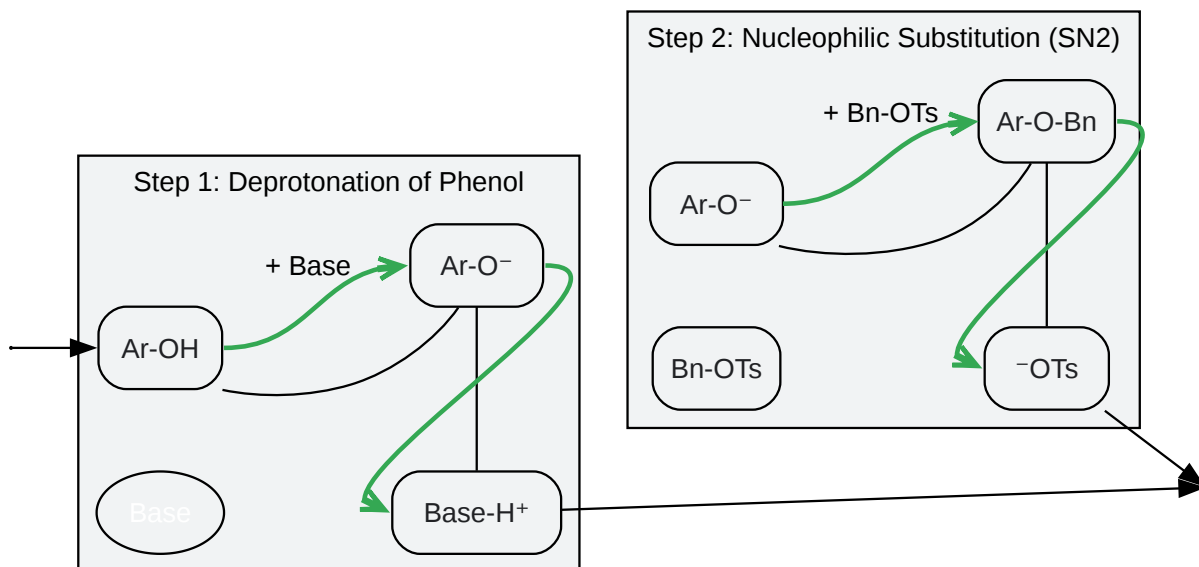 Step 1: Deprotonation of Phenol
+ Base
Ar-O⁻
Ar-OH
Base
Base-H⁺
Step 2: Nucleophilic Substitution (SN2)
+ Bn-OTs
Ar-O-Bn
Ar-O⁻
Bn-OTs
⁻OTs